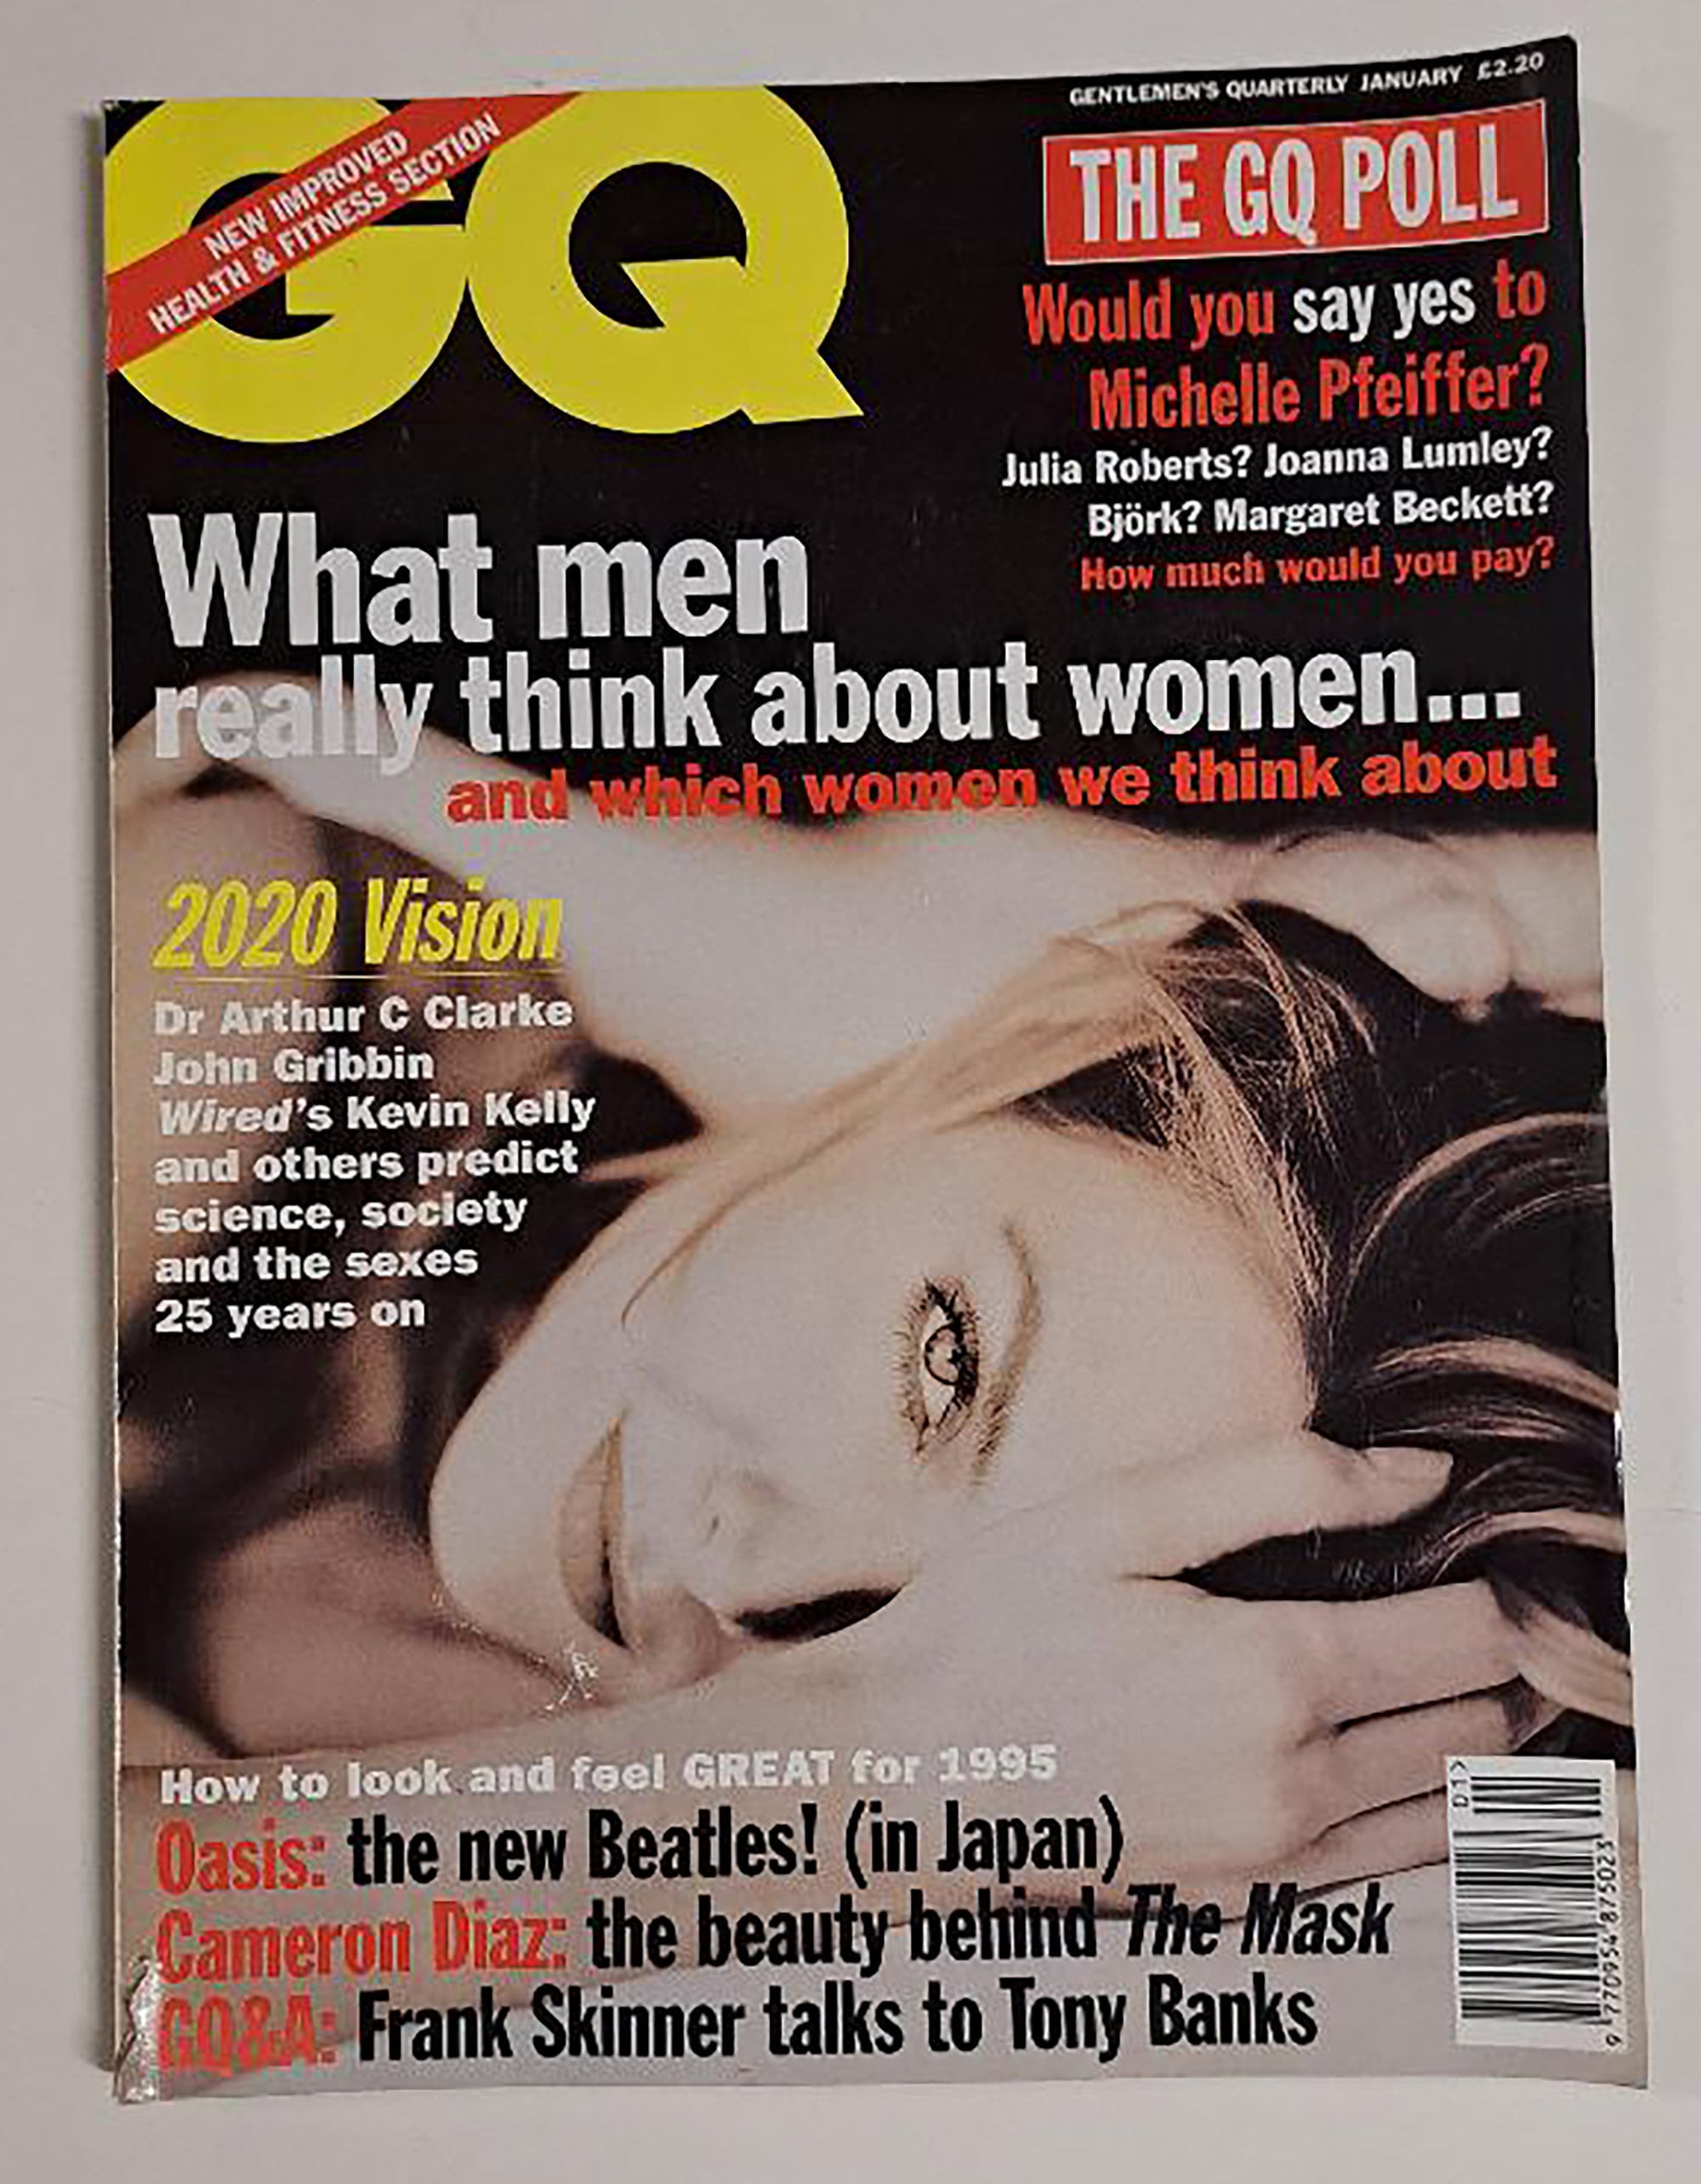 GENTLEMEN'S QUARTERLY JANUARY £2.20
GQ
NEW IMPROVED
HEALTH & FITNESS SECTION
THE GQ POLL
Would you say yes to
Michelle Pfeiffer?
Julia Roberts? Joanna Lumley?
Björk? Margaret Beckett?
How much would you pay?
What men
really think about women...
and which women we think about
2020 Vision
Dr Arthur C Clarke
John Gribbin
Wired's Kevin Kelly
and others predict
science, society
and the sexes
25 years on
How to look and feel GREAT for 1995
Oasis: the new Beatles! (in Japan)
Cameron Diaz: the beauty behind The Mask
GQ&A: Frank Skinner talks to Tony Banks
01>
9 770954 875023